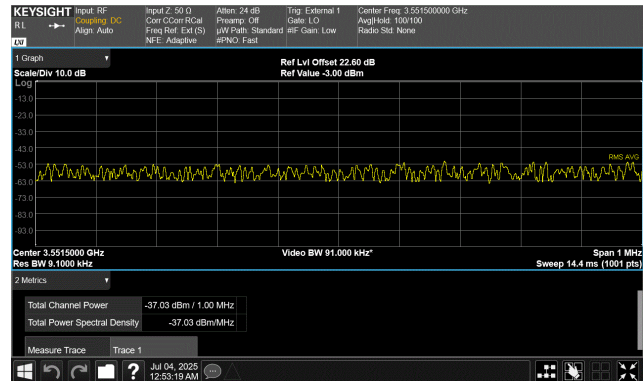 KEYSIGHT Input: RF Input Z: 50 Ω Atten: 24 dB Trig: External 1 Center Freq: 3.551500000 GHz
RL Coupling: DC Corr CCorr RCal Preamp: Off Gate: LO Avg|Hold: 100/100
Align: Auto Freq Ref: Ext (S) µW Path: Standard #IF Gain: Low Radio Std: None
NFE: Adaptive #PNO: Fast
LXI
1 Graph
Ref Lvl Offset 22.60 dB
Scale/Div 10.0 dB Ref Value -3.00 dBm
Log
-13.0
-23.0
-33.0
-43.0
RMS AVG
-53.0
-63.0
-73.0
-83.0
-93.0
Center 3.5515000 GHz Video BW 91.000 kHz* Span 1 MHz
Res BW 9.1000 kHz Sweep 14.4 ms (1001 pts)
2 Metrics
Total Channel Power -37.03 dBm / 1.00 MHz
Total Power Spectral Density -37.03 dBm/MHz
Measure Trace Trace 1
? Jul 04, 2025
12:53:19 AM